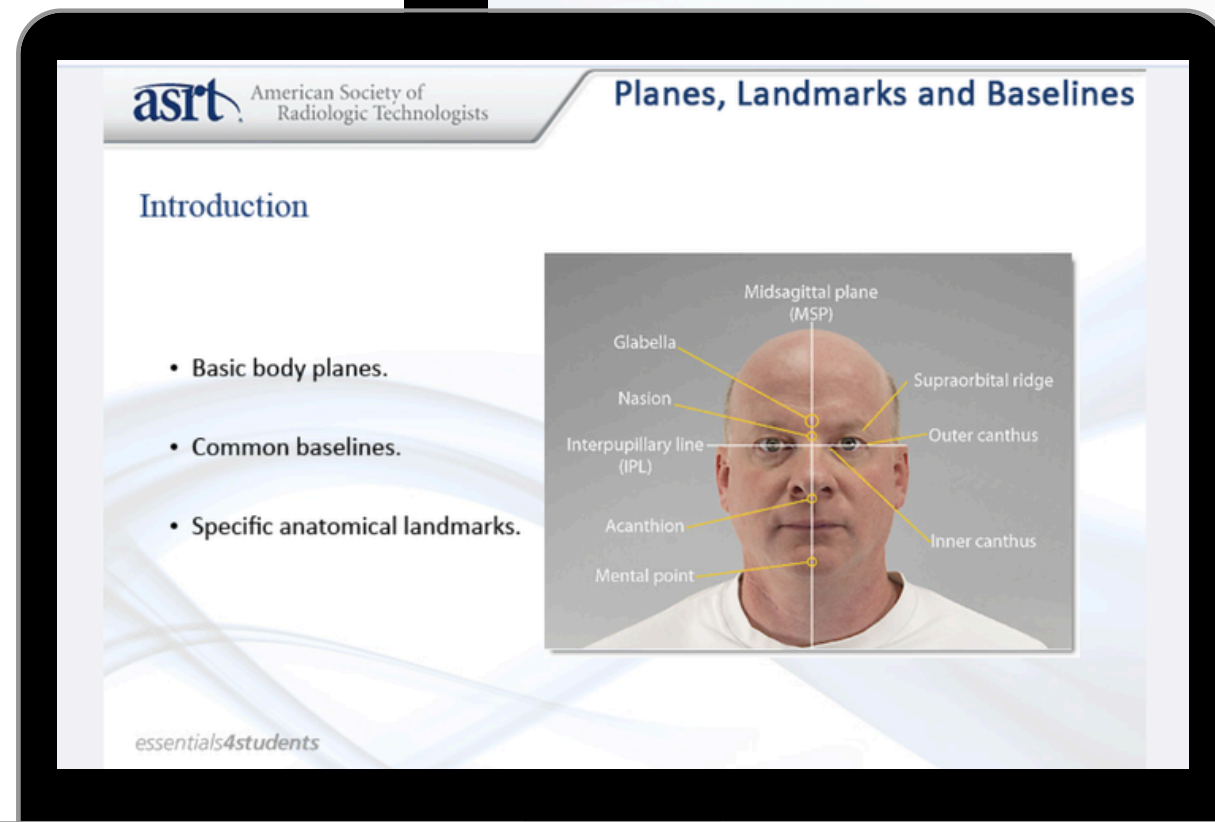 asrt
American Society of
Radiologic Technologists
Planes, Landmarks and Baselines
Introduction
• Basic body planes.
• Common baselines.
• Specific anatomical landmarks.
Midsagittal plane
(MSP)
Glabella
Nasion
Interpupillary line
(IPL)
Acanthion
Mental point
Supraorbital ridge
Outer canthus
Inner canthus
essentials4students